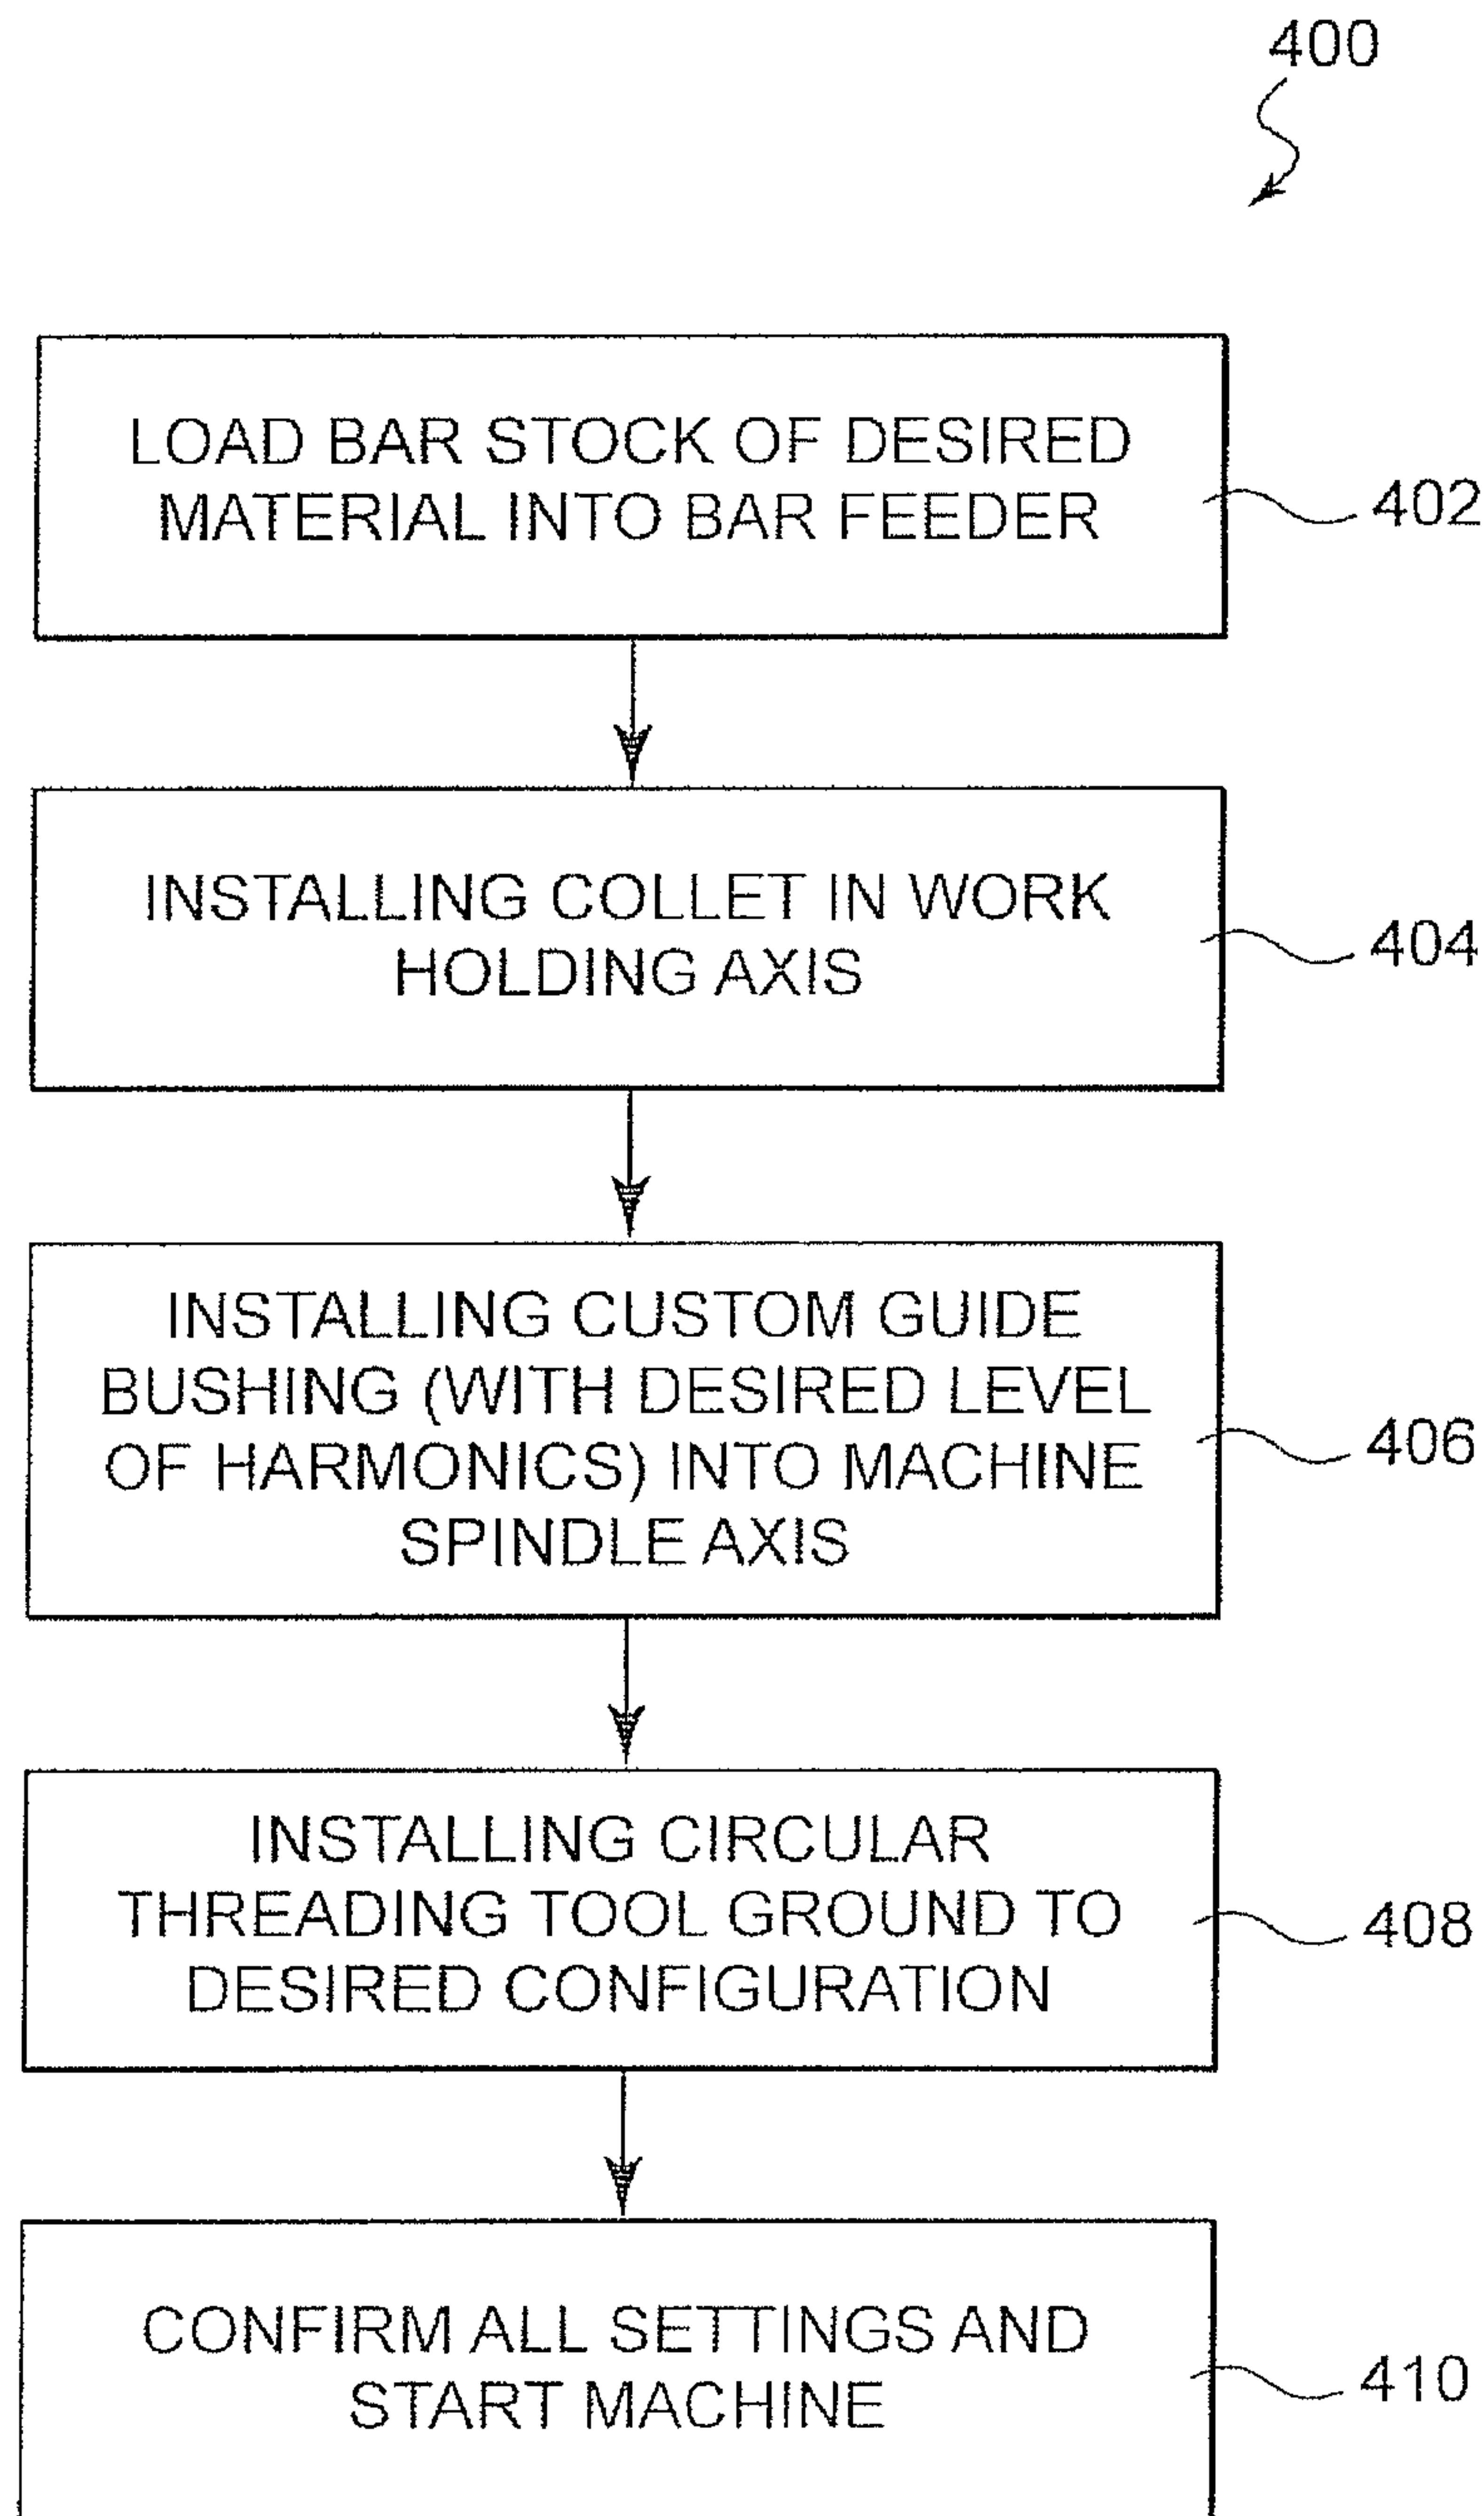 400
LOAD BAR STOCK OF DESIRED
MATERIAL INTO BAR FEEDER
402
INSTALLING COLLET IN WORK
HOLDING AXIS
404
INSTALLING CUSTOM GUIDE
BUSHING (WITH DESIRED LEVEL
OF HARMONICS) INTO MACHINE
SPINDLE AXIS
406
INSTALLING CIRCULAR
THREADING TOOL GROUND TO
DESIRED CONFIGURATION
408
CONFIRM ALL SETTINGS AND
START MACHINE
410